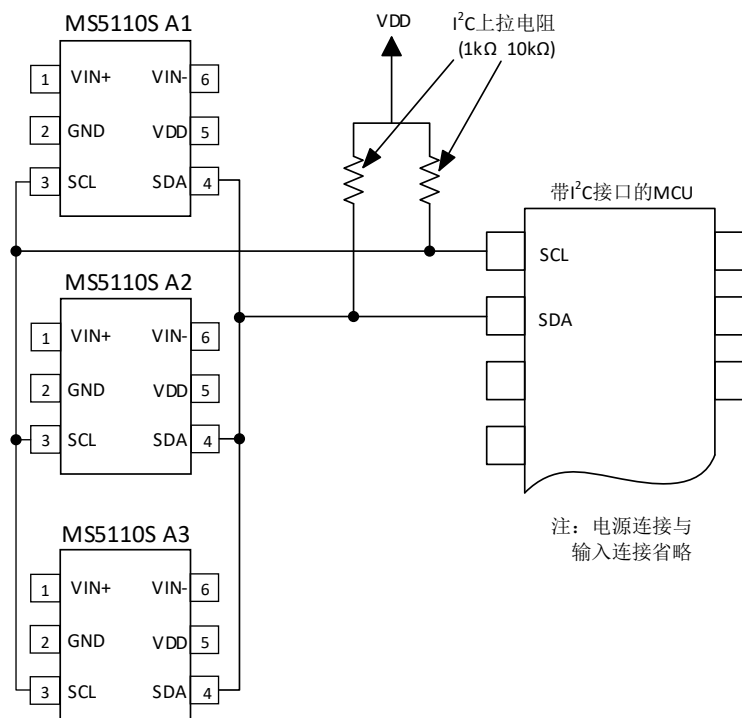 MS5110S A1
1 VIN+ VIN- 6
2 GND VDD 5
3 SCL SDA 4
VDD
I²C上拉电阻
(1kΩ 10kΩ)
MS5110S A2
1 VIN+ VIN- 6
2 GND VDD 5
3 SCL SDA 4
MS5110S A3
1 VIN+ VIN- 6
2 GND VDD 5
3 SCL SDA 4
带I²C接口的MCU
SCL
SDA
注：电源连接与
输入连接省略